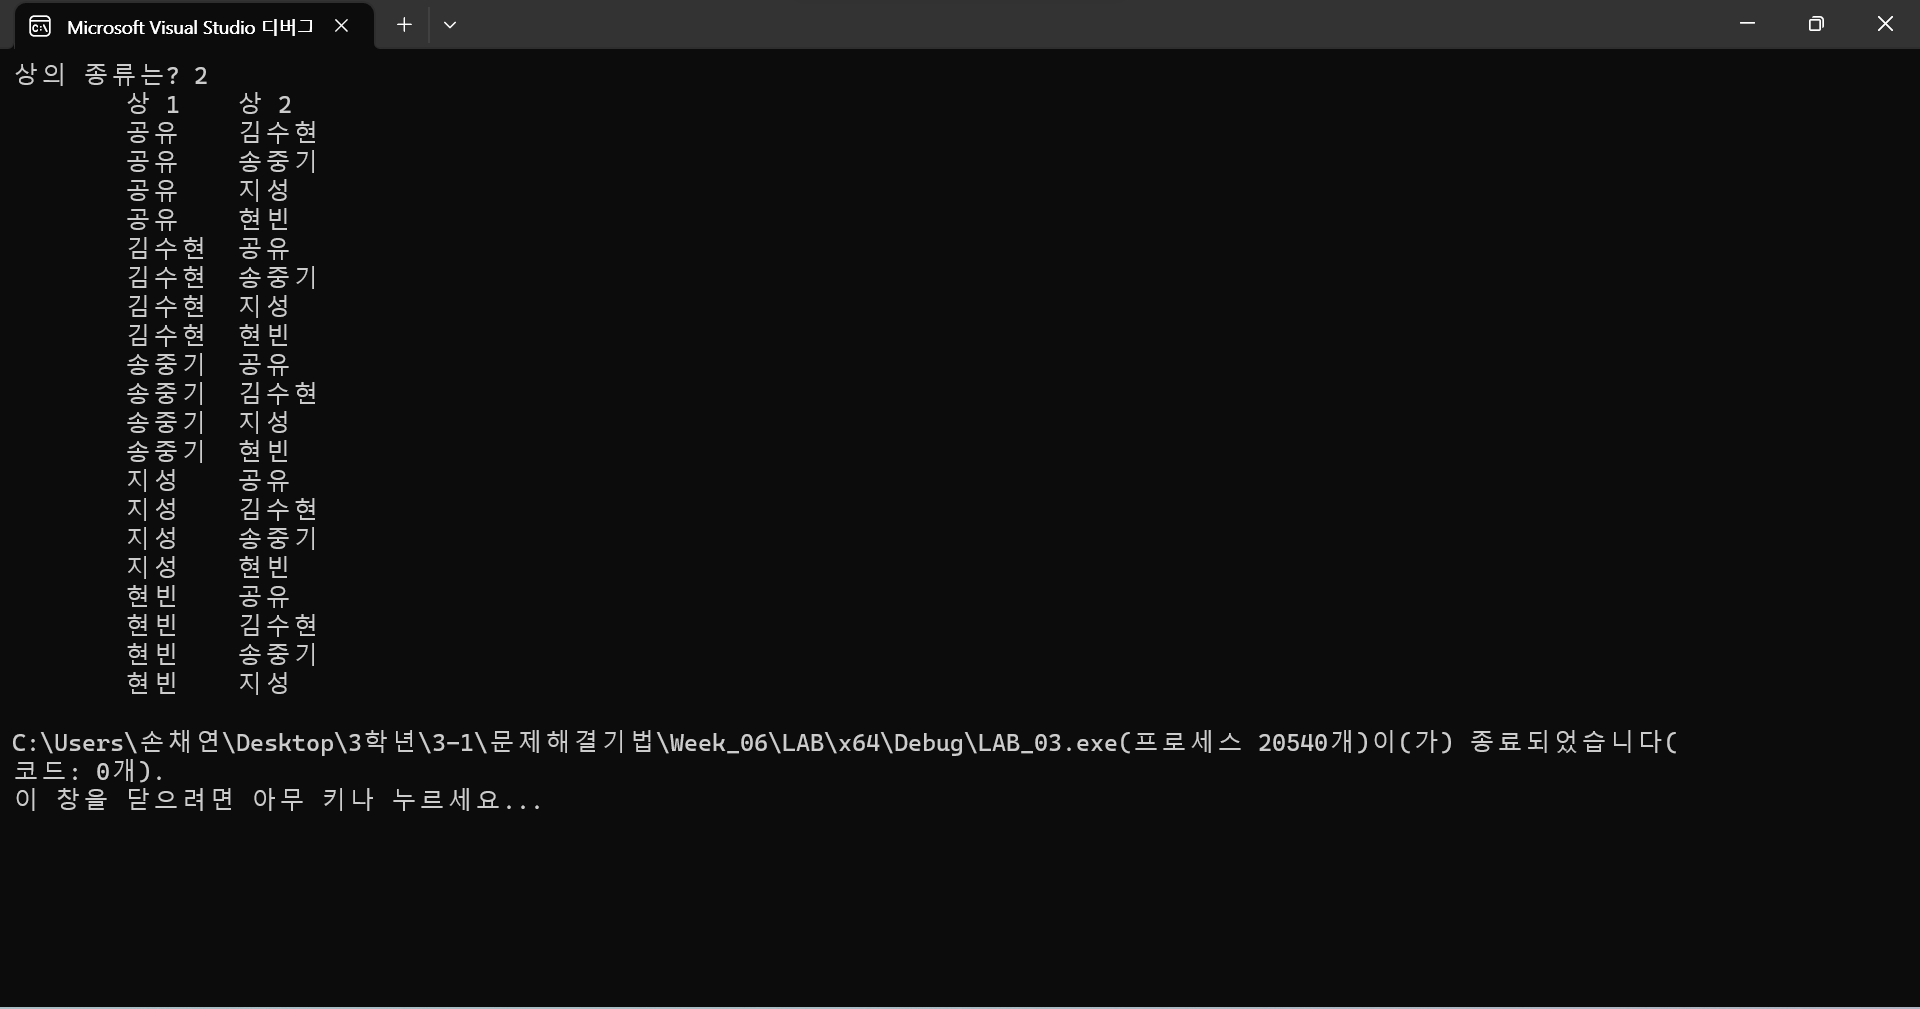 Microsoft Visual Studio 디버그
상의 종류는? 2
상 1 상 2
공유 김수현
공유 송중기
공유 지성
공유 현빈
김수현 공유
김수현 송중기
김수현 지성
김수현 현빈
송중기 공유
송중기 김수현
송중기 지성
송중기 현빈
지성 공유
지성 김수현
지성 송중기
지성 현빈
현빈 공유
현빈 김수현
현빈 송중기
현빈 지성
C:\Users\손채연\Desktop\3학년\3-1\문제해결기법\Week_06\LAB\x64\Debug\LAB_03.exe(프로세스 20540개)이(가) 종료되었습니다(
코드: 0개).
이 창을 닫으려면 아무 키나 누르세요...